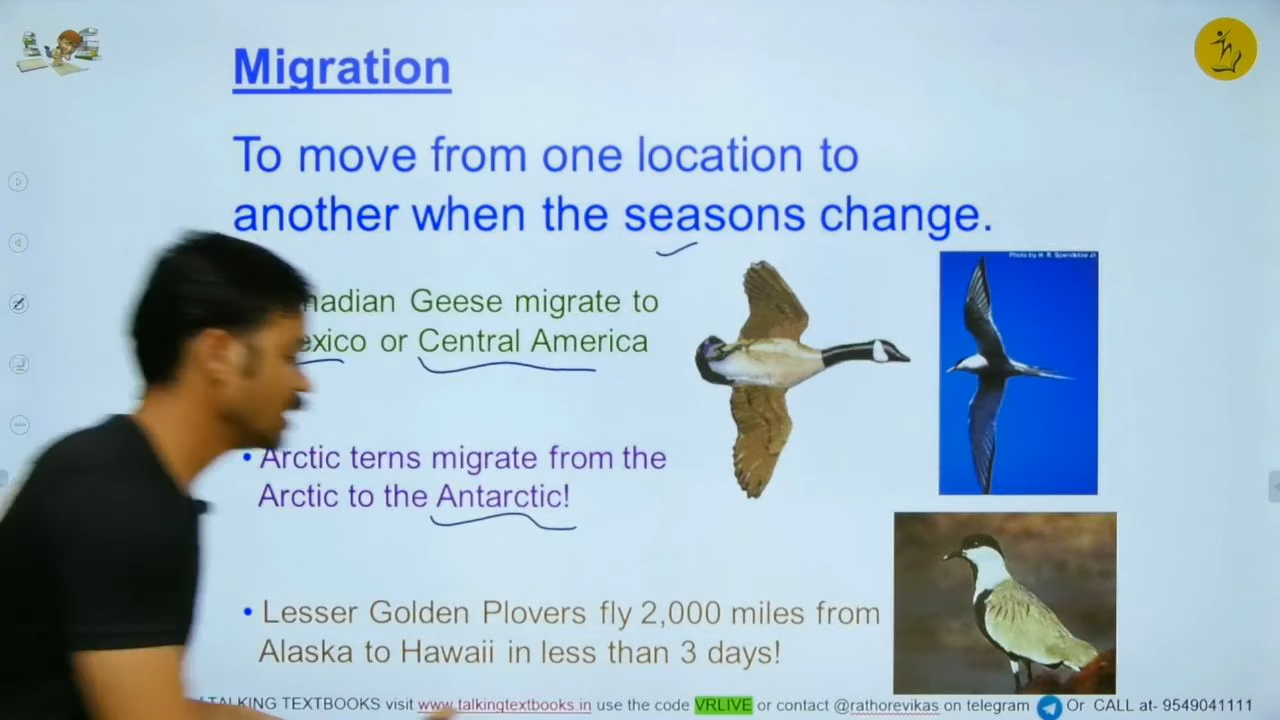 Migration
To move from one location to
another when the seasons change.
Photo by
Geese migrate to
or Central America
• Arctic terns migrate from the
Arctic to the Antarctic!
• Lesser Golden Plovers fly 2,000 miles from
Alaska to Hawaii in less than 3 days!
TALKING TEXTBOOKS visit www.talkingtextbooks.in use the code VRLIVE or contact @rathorevikas on telegram Or CALL at- 9549041111